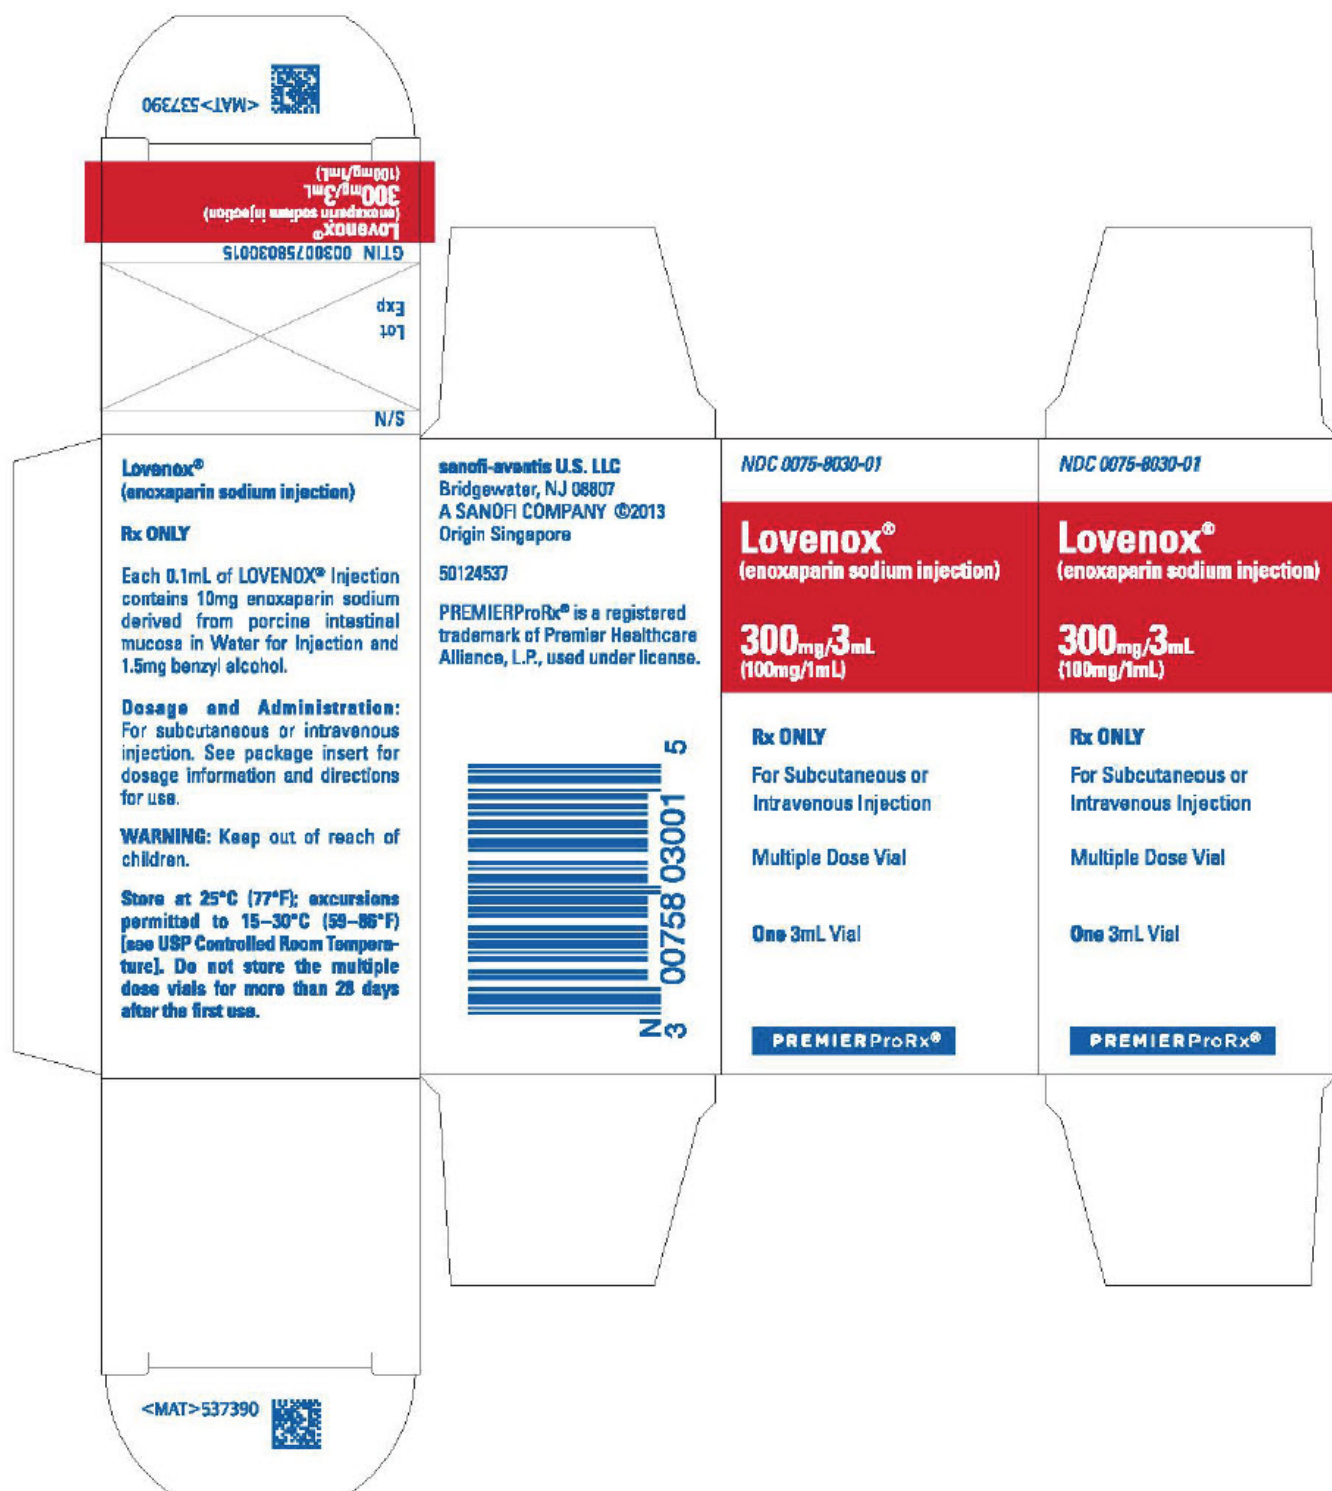 <MAT>537390
Lovenox®
(enoxaparin sodium injection)
300mg/3mL
(100mg/1mL)
GTIN 00300758030015
Exp
Lot
S/N
Lovenox®
(enoxaparin sodium injection)
Rx ONLY
Each 0.1mL of LOVENOX® Injection
contains 10mg enoxaparin sodium
derived from porcine intestinal
mucosa in Water for Injection and
1.5mg benzyl alcohol.
Dosage and Administration:
For subcutaneous or intravenous
injection. See package insert for
dosage information and directions
for use.
WARNING: Keep out of reach of
children.
Store at 25°C (77°F); excursions
permitted to 15–30°C (59–86°F)
[see USP Controlled Room Tempera-
ture]. Do not store the multiple
dose vials for more than 28 days
after the first use.
<MAT>537390
sanofi-aventis U.S. LLC
Bridgewater, NJ 08807
A SANOFI COMPANY ©2013
Origin Singapore
50124537
PREMIERProRx® is a registered
trademark of Premier Healthcare
Alliance, L.P., used under license.
N
3 00758 03001 5
NDC 0075-8030-01
Lovenox®
(enoxaparin sodium injection)
300mg/3mL
(100mg/1mL)
Rx ONLY
For Subcutaneous or
Intravenous Injection
Multiple Dose Vial
One 3mL Vial
PREMIERProRx®
NDC 0075-8030-01
Lovenox®
(enoxaparin sodium injection)
300mg/3mL
(100mg/1mL)
Rx ONLY
For Subcutaneous or
Intravenous Injection
Multiple Dose Vial
One 3mL Vial
PREMIERProRx®